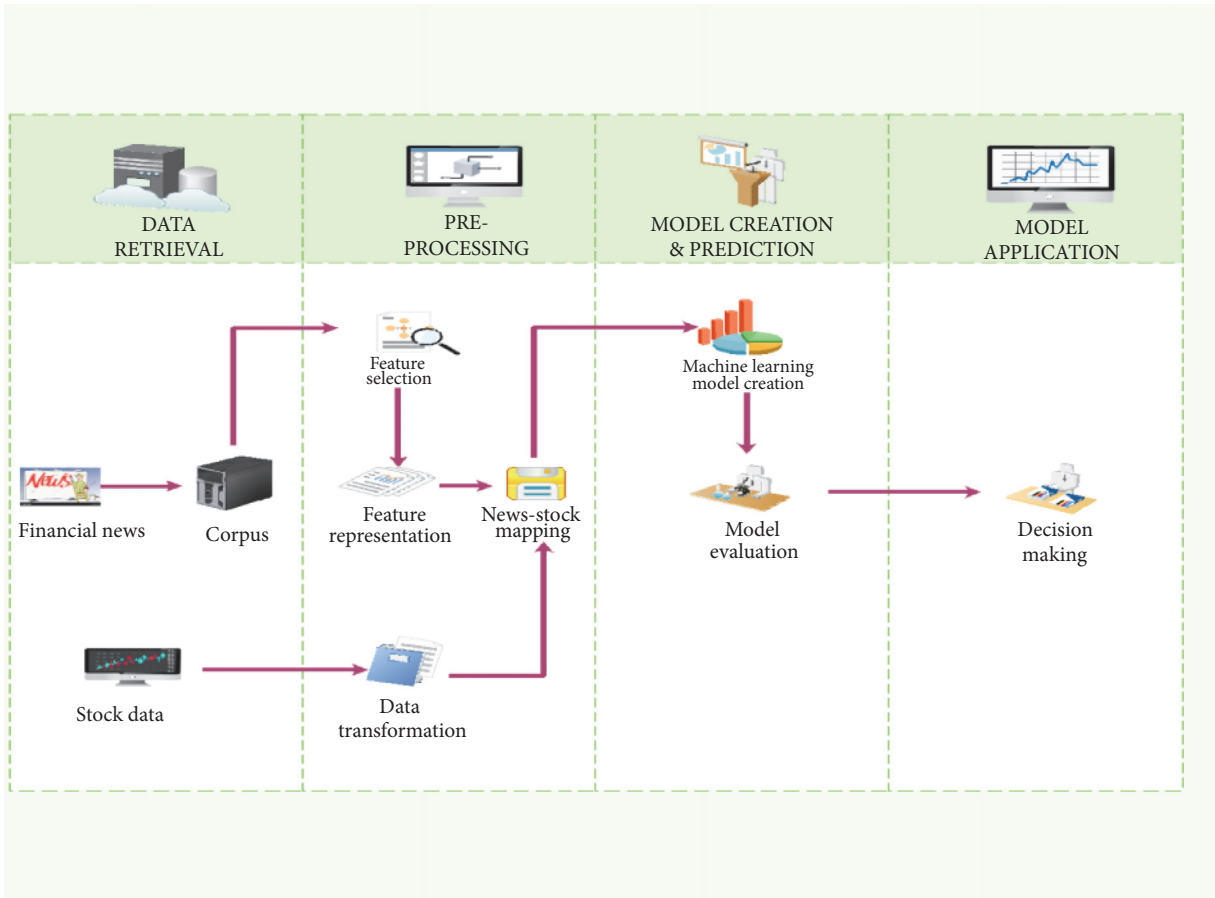 DATA
RETRIEVAL
PRE-
PROCESSING
MODEL CREATION
& PREDICTION
MODEL
APPLICATION
Feature
selection
Machine learning
model creation
NEWS
Financial news
Corpus
Feature
representation
News-stock
mapping
Model
evaluation
Decision
making
Stock data
Data
transformation